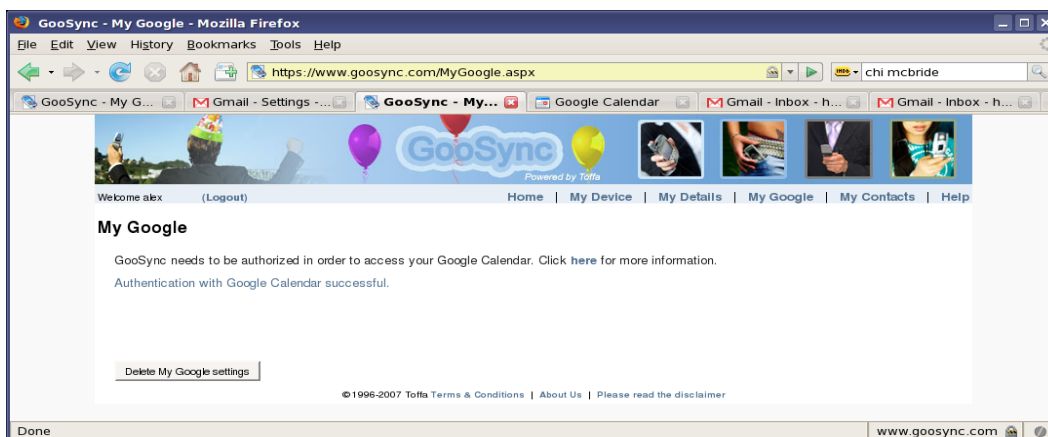 GooSync - My Google - Mozilla Firefox
File Edit View History Bookmarks Tools Help
https://www.goosync.com/MyGoogle.aspx
IMDb
chi mcbride
GooSync - My G...
Gmail - Settings -...
GooSync - My...
Google Calendar
Gmail - Inbox - h...
Gmail - Inbox - h...
GooSync
Powered by Toffa
Welcome alex (Logout)
Home | My Device | My Details | My Google | My Contacts | Help
My Google
GooSync needs to be authorized in order to access your Google Calendar. Click here for more information.
Authentication with Google Calendar successful.
Delete My Google settings
©1996-2007 Toffa Terms & Conditions | About Us | Please read the disclaimer
Done
www.goosync.com